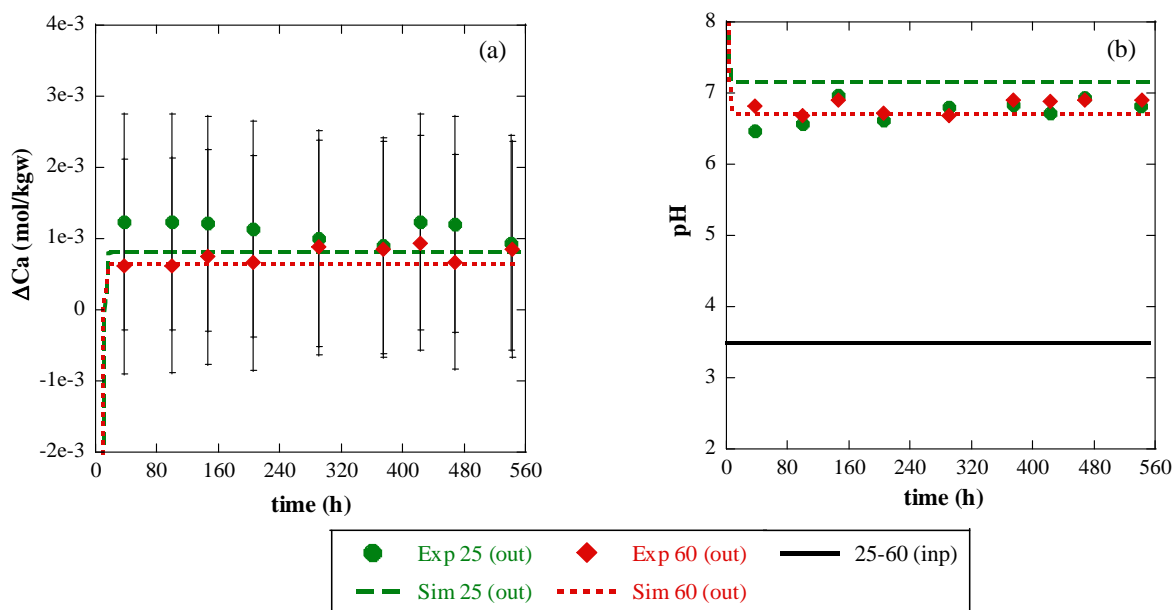 4e-3
3e-3
2e-3
1e-3
0
-1e-3
-2e-3
ΔCa (mol/kgw)
(a)
0 80 160 240 320 400 480 560
time (h)
8
7
6
5
4
3
2
pH
(b)
0 80 160 240 320 400 480 560
time (h)
Exp 25 (out) Exp 60 (out) 25-60 (inp)
Sim 25 (out) Sim 60 (out)